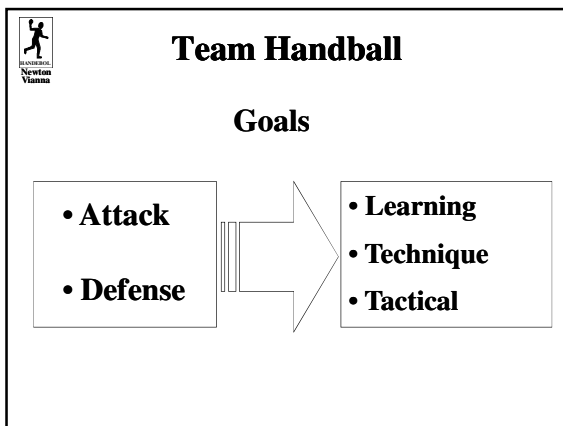 HANDEBOL
Newton
Vianna
Team Handball
Goals
• Attack
• Defense
• Learning
• Technique
• Tactical